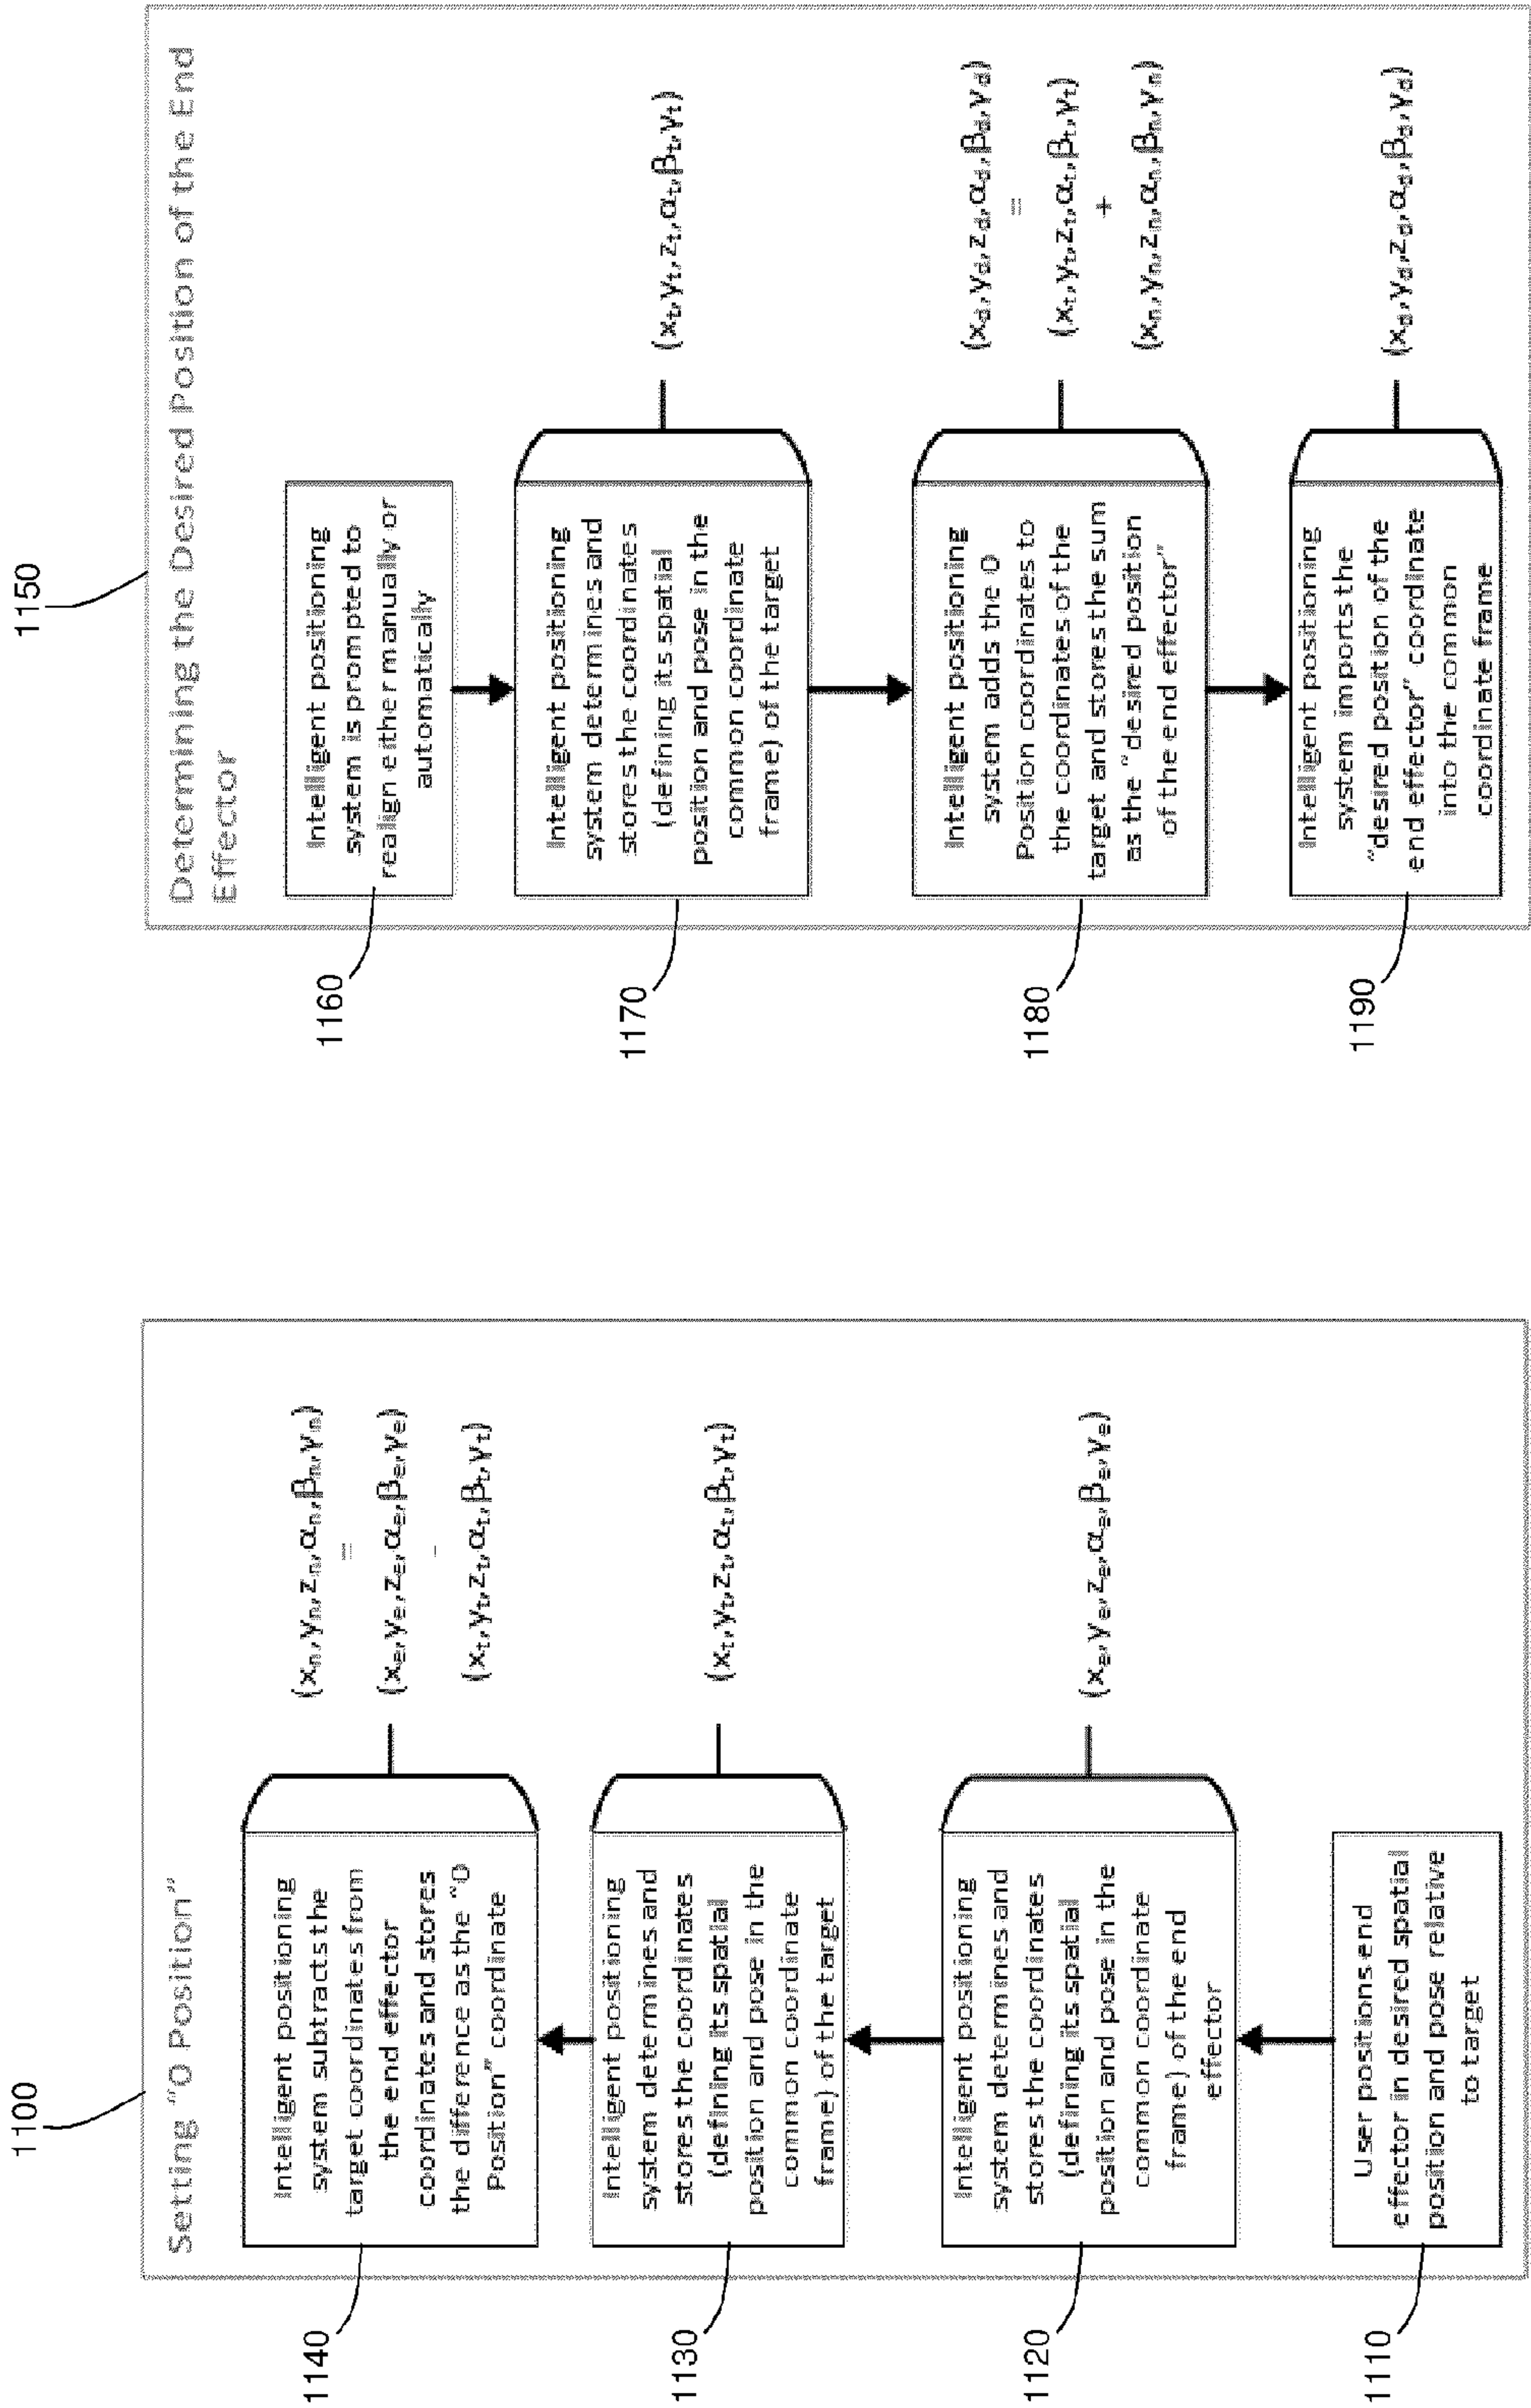 1100
Setting “0 Position”
1140
Intelligent positioning
system subtracts the
target coordinates from
the end effector
coordinates and stores
the difference as the “0
Position” coordinate
(xn,yn,zn,αn,βn,γn)
=
(xe,ye,ze,αe,βe,γe)
-
(xt,yt,zt,αt,βt,γt)
1130
Intelligent positioning
system determines and
stores the coordinates
(defining its spatial
position and pose in the
common coordinate
frame) of the target
(xt,yt,zt,αt,βt,γt)
1120
Intelligent positioning
system determines and
stores the coordinates
(defining its spatial
position and pose in the
common coordinate
frame) of the end
effector
(xe,ye,ze,αe,βe,γe)
1110
User positions end
effector in desired spatial
position and pose relative
to target
1150
Determining the Desired Position of the End
Effector
1160
Intelligent positioning
system is prompted to
realign either manually or
automatically
1170
Intelligent positioning
system determines and
stores the coordinates
(defining its spatial
position and pose in the
common coordinate
frame) of the target
(xt,yt,zt,αt,βt,γt)
1180
Intelligent positioning
system adds the 0
Position coordinates to
the coordinates of the
target and stores the sum
as the “desired position
of the end effector”
(xd,yd,zd,αd,βd,γd)
=
(xt,yt,zt,αt,βt,γt)
+
(xn,yn,zn,αn,βn,γn)
1190
Intelligent positioning
system imports the
“desired position of the
end effector” coordinate
into the common
coordinate frame
(xd,yd,zd,αd,βd,γd)